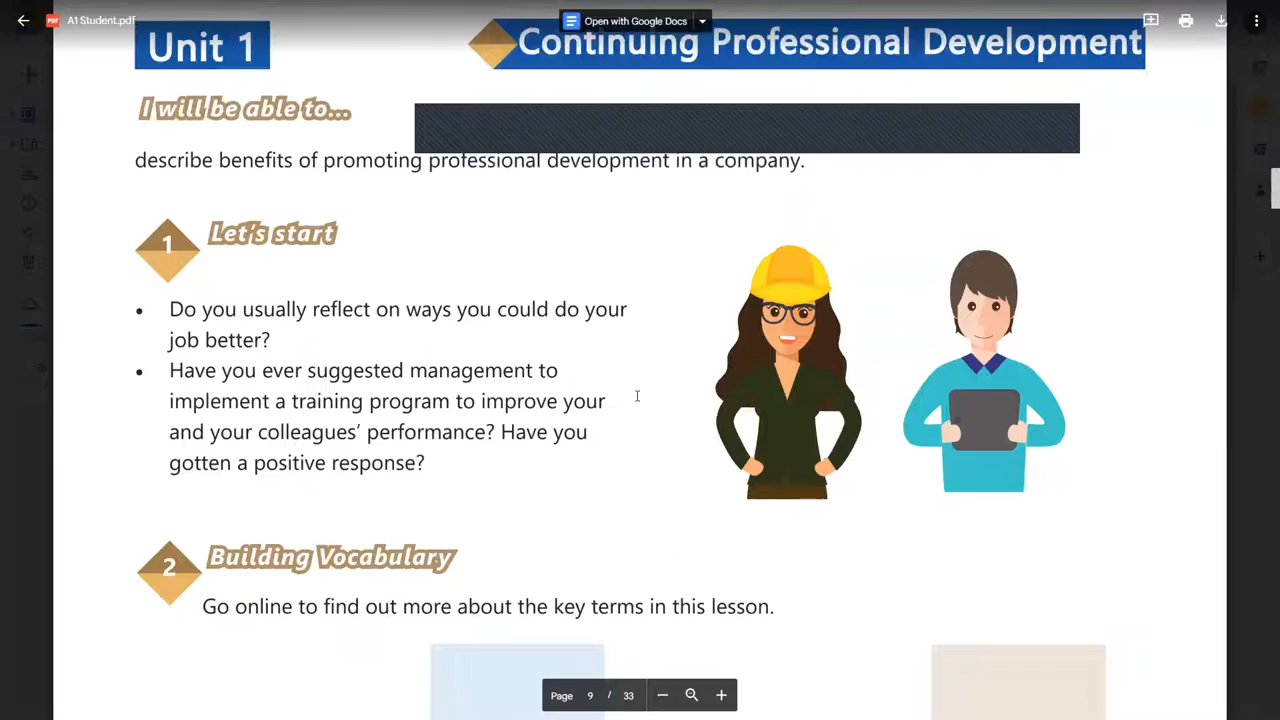 A1 Student.pdf
Open with Google Docs
Unit 1
Continuing Professional Development
I will be able to...
describe benefits of promoting professional development in a company.
1
Let's start
• Do you usually reflect on ways you could do your
job better?
• Have you ever suggested management to
implement a training program to improve your
and your colleagues’ performance? Have you
gotten a positive response?
2
Building Vocabulary
Go online to find out more about the key terms in this lesson.
Page 9 / 33